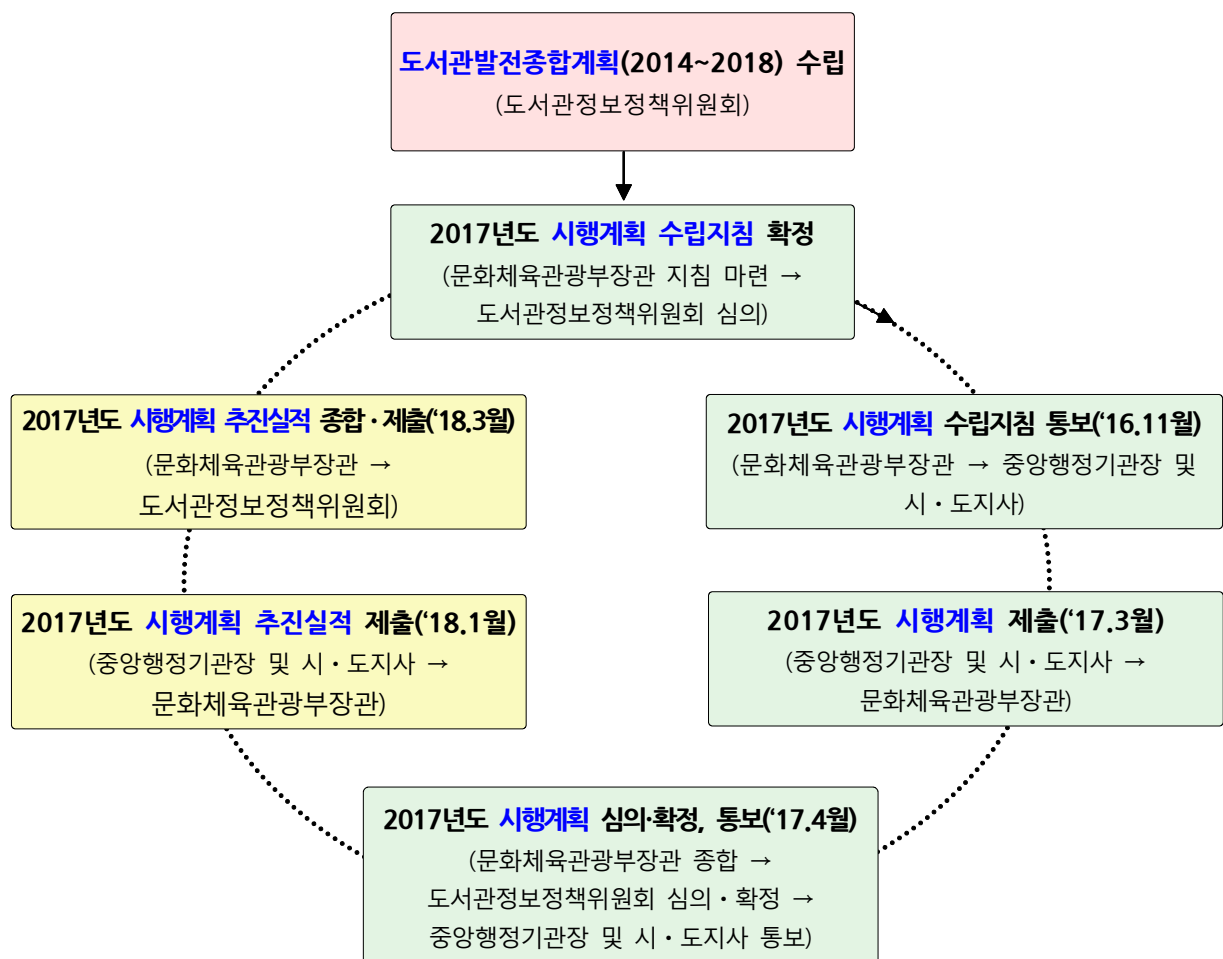 도서관발전종합계획(2014~2018) 수립
(도서관정보정책위원회)
2017년도 시행계획 수립지침 확정
(문화체육관광부장관 지침 마련 →
도서관정보정책위원회 심의)
2017년도 시행계획 추진실적 종합·제출(‘18.3월)
(문화체육관광부장관 →
도서관정보정책위원회)
2017년도 시행계획 수립지침 통보(‘16.11월)
(문화체육관광부장관 → 중앙행정기관장 및
시·도지사)
2017년도 시행계획 추진실적 제출(‘18.1월)
(중앙행정기관장 및 시·도지사 →
문화체육관광부장관)
2017년도 시행계획 제출(‘17.3월)
(중앙행정기관장 및 시·도지사 →
문화체육관광부장관)
2017년도 시행계획 심의·확정, 통보(‘17.4월)
(문화체육관광부장관 종합 →
도서관정보정책위원회 심의·확정 →
중앙행정기관장 및 시·도지사 통보)